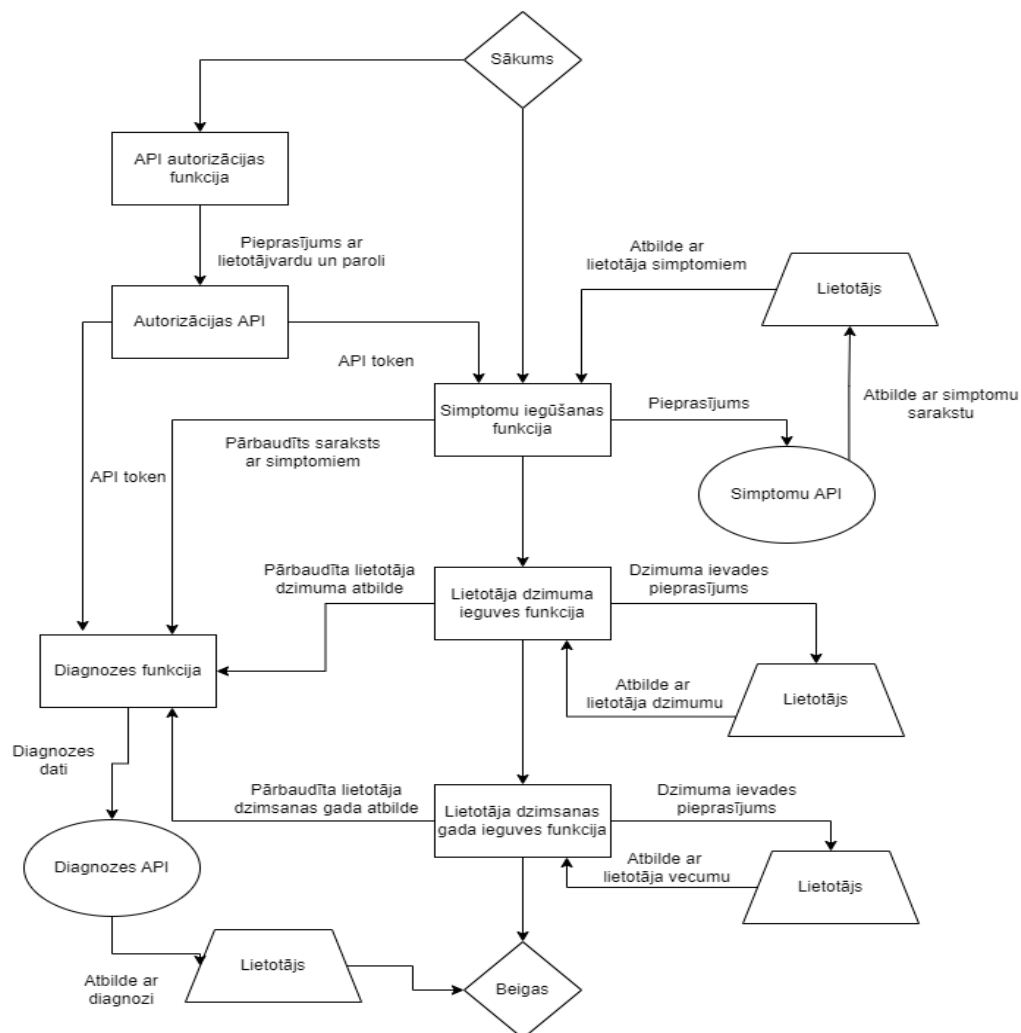 Sākums
API autorizācijas
funkcija
Pieprasījums ar
lietotājvardu un paroli
Atbilde ar
lietotāja simptomiem
Lietotājs
Autorizācijas API
API token
Atbilde ar simptomu
sarakstu
Simptomu iegūšanas
funkcija
Pieprasījums
Pārbaudīts saraksts
ar simptomiem
API token
Simptomu API
Pārbaudīta lietotāja
dzimuma atbilde
Lietotāja dzimuma
ieguves funkcija
Dzimuma ievades
pieprasījums
Diagnozes funkcija
Atbilde ar
lietotāja dzimumu
Lietotājs
Diagnozes
dati
Pārbaudīta lietotāja
dzimsanas gada atbilde
Lietotāja dzimsanas
gada ieguves funkcija
Dzimuma ievades
pieprasījums
Diagnozes API
Atbilde ar
lietotāja vecumu
Lietotājs
Atbilde ar
diagnozi
Lietotājs
Beigas